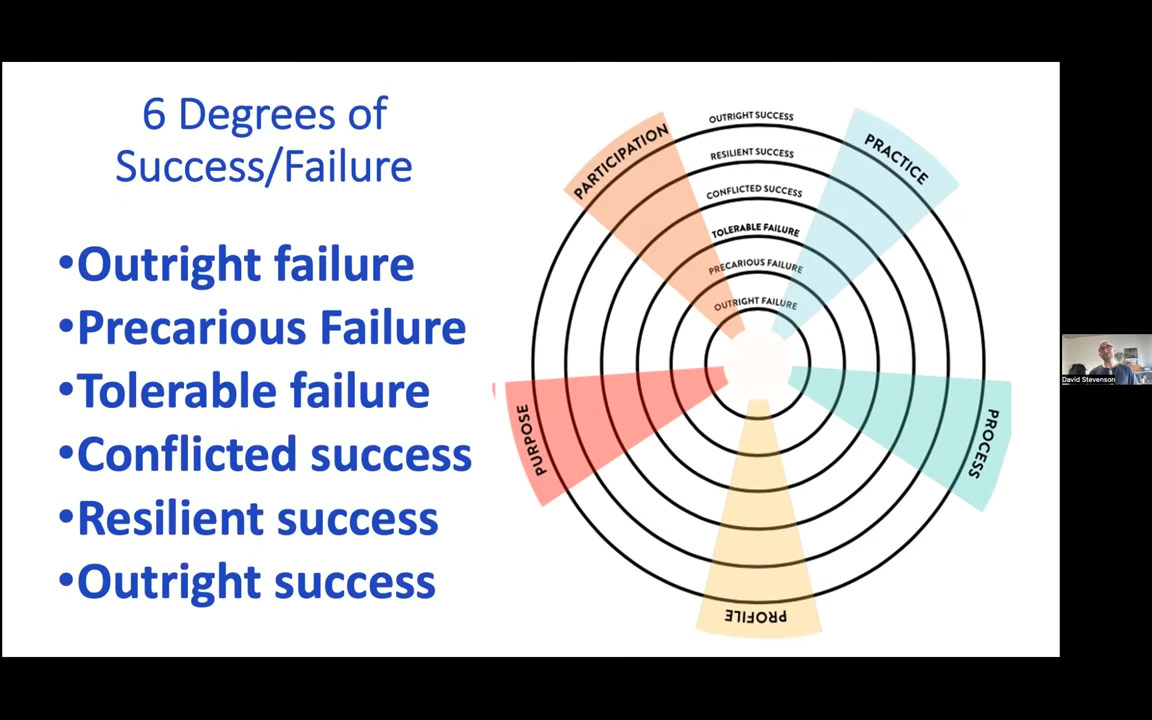 6 Degrees of
Success/Failure
•Outright failure
•Precarious Failure
•Tolerable failure
•Conflicted success
•Resilient success
•Outright success
OUTRIGHT SUCCESS
RESILIENT SUCCESS
CONFLICTED SUCCESS
TOLERABLE FAILURE
PRECARIOUS FAILURE
OUTRIGHT FAILURE
PARTICIPATION
PRACTICE
PURPOSE
PROCESS
PROFILE
David Stevenson